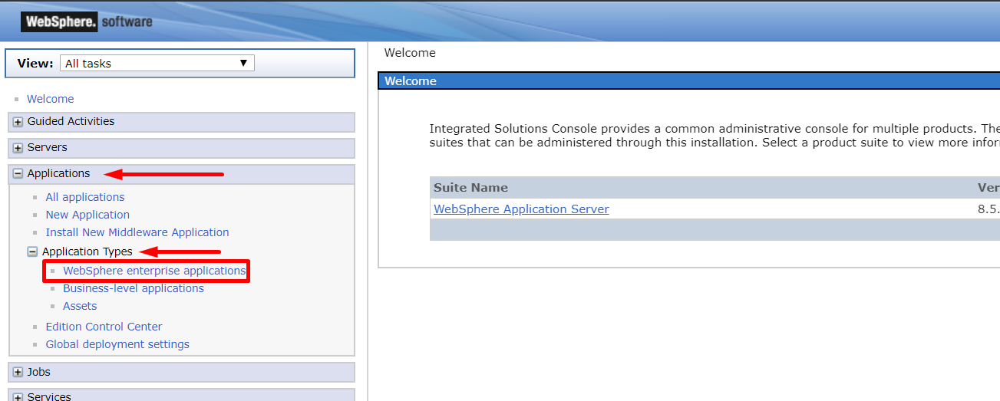 WebSphere. software
View: All tasks
Welcome
Guided Activities
Servers
Applications
All applications
New Application
Install New Middleware Application
Application Types
WebSphere enterprise applications
Business-level applications
Assets
Edition Control Center
Global deployment settings
Jobs
Services
Welcome
Welcome
Integrated Solutions Console provides a common administrative console for multiple products. The
suites that can be administered through this installation. Select a product suite to view more infor
Suite Name Ver
WebSphere Application Server 8.5.